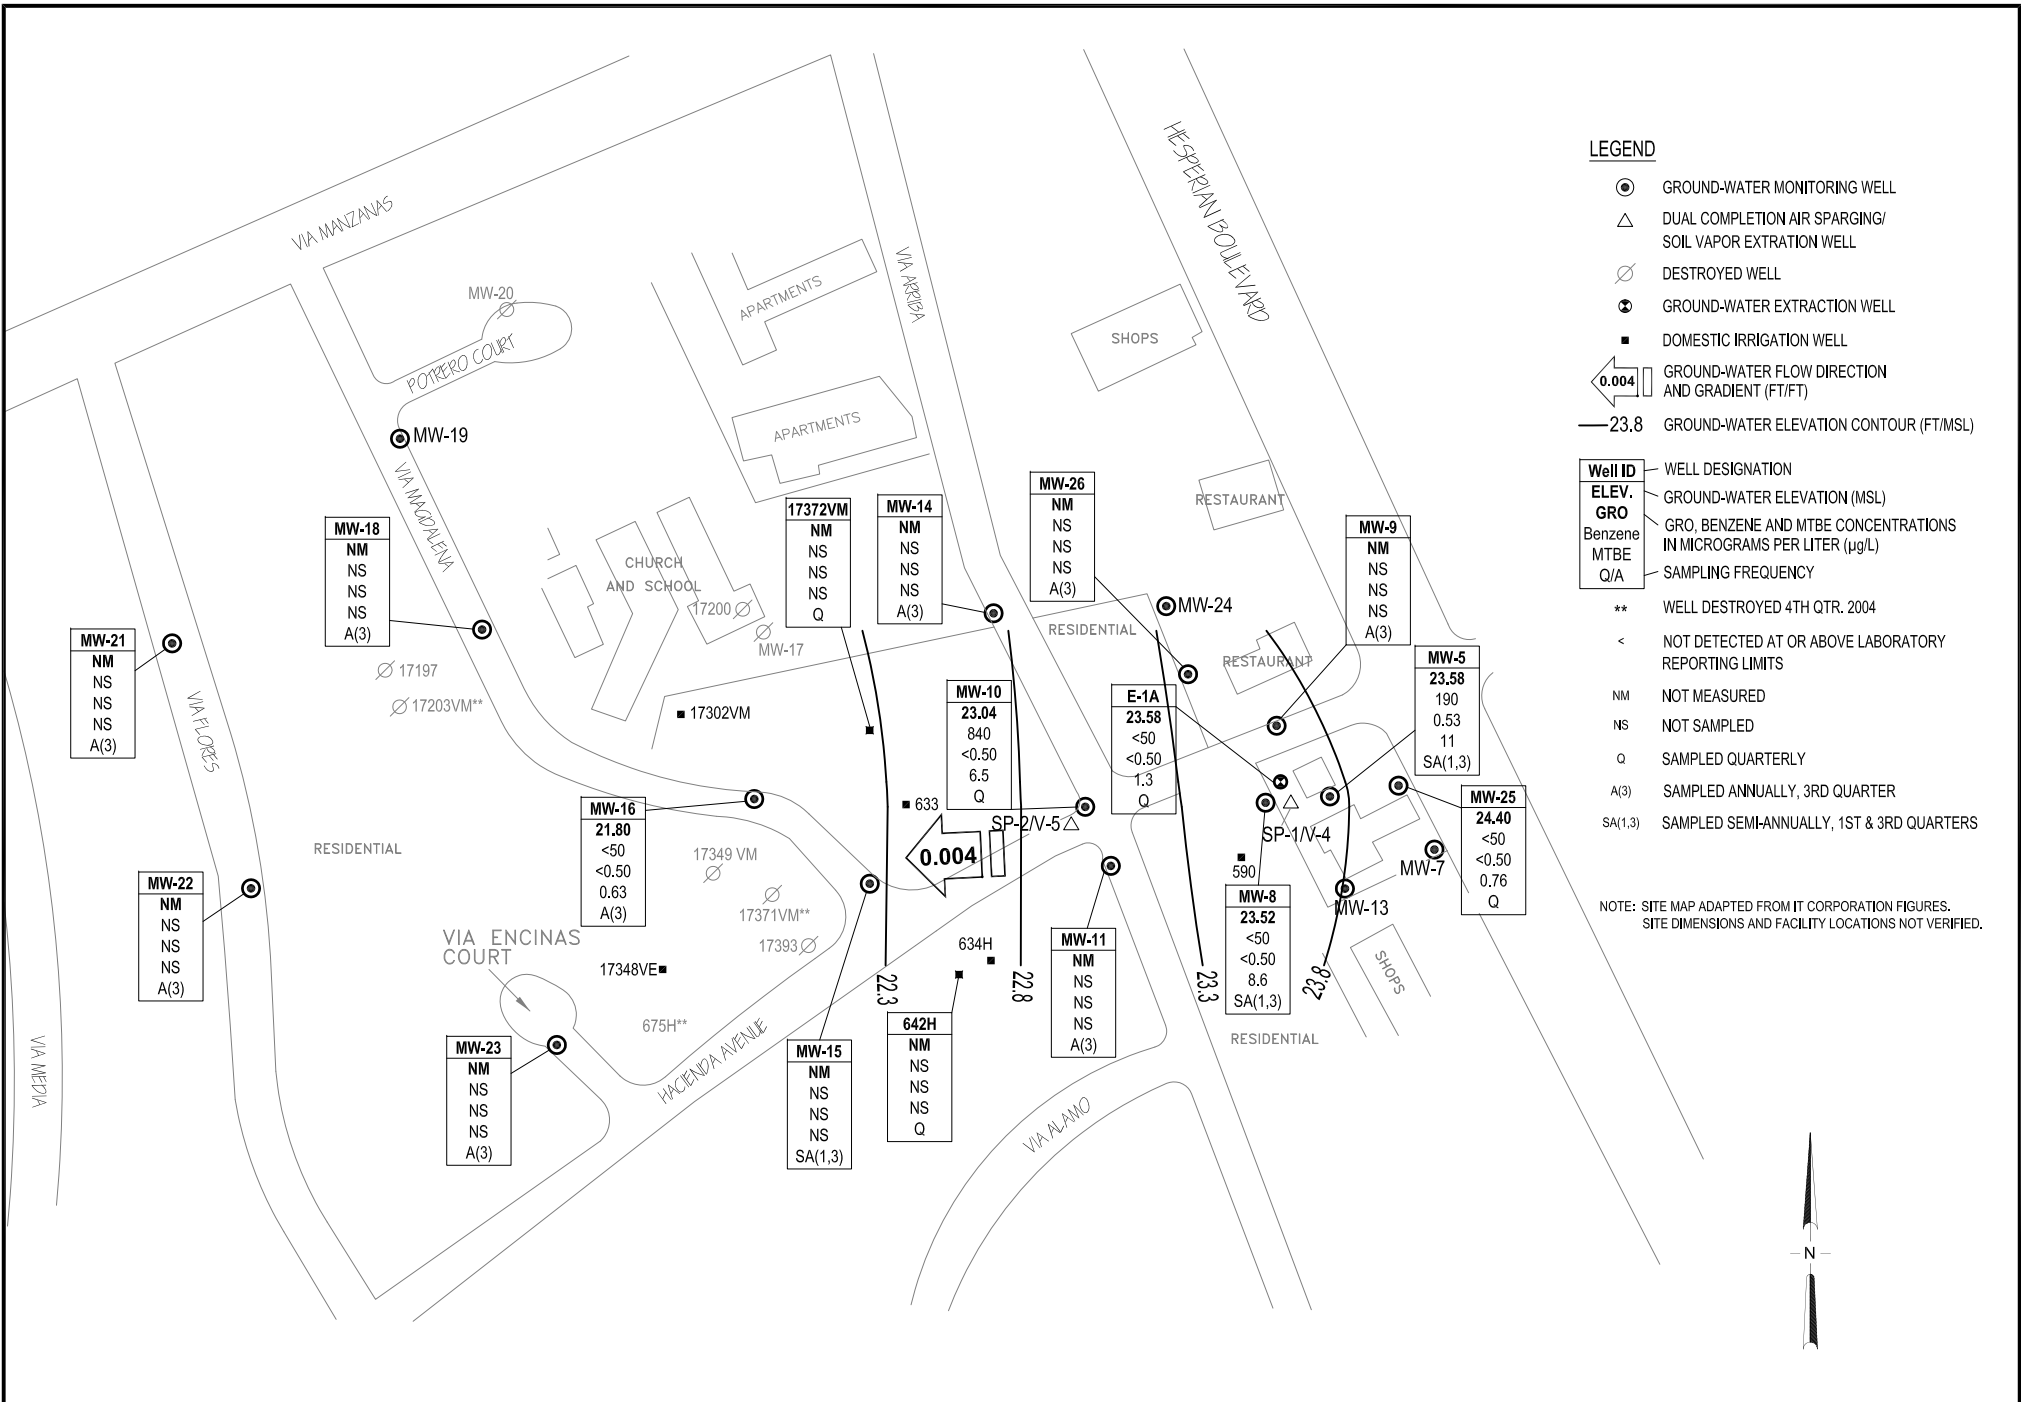 VIA MANZANAS
HESPERIAN BOULEVARD
VIA ARRIBA
MW-20
POTRERO COURT
APARTMENTS
SHOPS
APARTMENTS
MW-19
VIA MAGDALENA
RESTAURANT
CHURCH
AND SCHOOL
17200
MW-17
MW-18
NM
NS
NS
NS
A(3)
17372VM
NM
NS
NS
NS
Q
MW-14
NM
NS
NS
NS
A(3)
MW-26
NM
NS
NS
NS
A(3)
MW-9
NM
NS
NS
NS
A(3)
MW-24
RESIDENTIAL
RESTAURANT
MW-21
NM
NS
NS
NS
A(3)
17197
17203VM**
VIA FLORES
17302VM
MW-10
23.04
840
<0.50
6.5
Q
E-1A
23.58
<50
<0.50
1.3
Q
MW-5
23.58
190
0.53
11
SA(1,3)
MW-16
21.80
<50
<0.50
0.63
A(3)
633
SP-2/V-5
SP-1/V-4
MW-25
24.40
<50
<0.50
0.76
Q
RESIDENTIAL
17349 VM
0.004
590
MW-7
MW-22
NM
NS
NS
NS
A(3)
17371VM**
MW-13
MW-8
23.52
<50
<0.50
8.6
SA(1,3)
VIA ENCINAS
COURT
17393
634H
MW-11
NM
NS
NS
NS
A(3)
17348VE
SHOPS
22.3
22.8
23.3
23.8
675H**
642H
NM
NS
NS
NS
Q
RESIDENTIAL
VIA MEDIA
MW-23
NM
NS
NS
NS
A(3)
HACIENDA AVENUE
MW-15
NM
NS
NS
NS
SA(1,3)
VIA ALAMO
LEGEND
GROUND-WATER MONITORING WELL
DUAL COMPLETION AIR SPARGING/
SOIL VAPOR EXTRATION WELL
DESTROYED WELL
GROUND-WATER EXTRACTION WELL
DOMESTIC IRRIGATION WELL
0.004 GROUND-WATER FLOW DIRECTION
AND GRADIENT (FT/FT)
23.8 GROUND-WATER ELEVATION CONTOUR (FT/MSL)
Well ID WELL DESIGNATION
ELEV. GROUND-WATER ELEVATION (MSL)
GRO GRO, BENZENE AND MTBE CONCENTRATIONS
Benzene IN MICROGRAMS PER LITER (µg/L)
MTBE
Q/A SAMPLING FREQUENCY
** WELL DESTROYED 4TH QTR. 2004
< NOT DETECTED AT OR ABOVE LABORATORY
REPORTING LIMITS
NM NOT MEASURED
NS NOT SAMPLED
Q SAMPLED QUARTERLY
A(3) SAMPLED ANNUALLY, 3RD QUARTER
SA(1,3) SAMPLED SEMI-ANNUALLY, 1ST & 3RD QUARTERS
NOTE: SITE MAP ADAPTED FROM IT CORPORATION FIGURES.
SITE DIMENSIONS AND FACILITY LOCATIONS NOT VERIFIED.
N